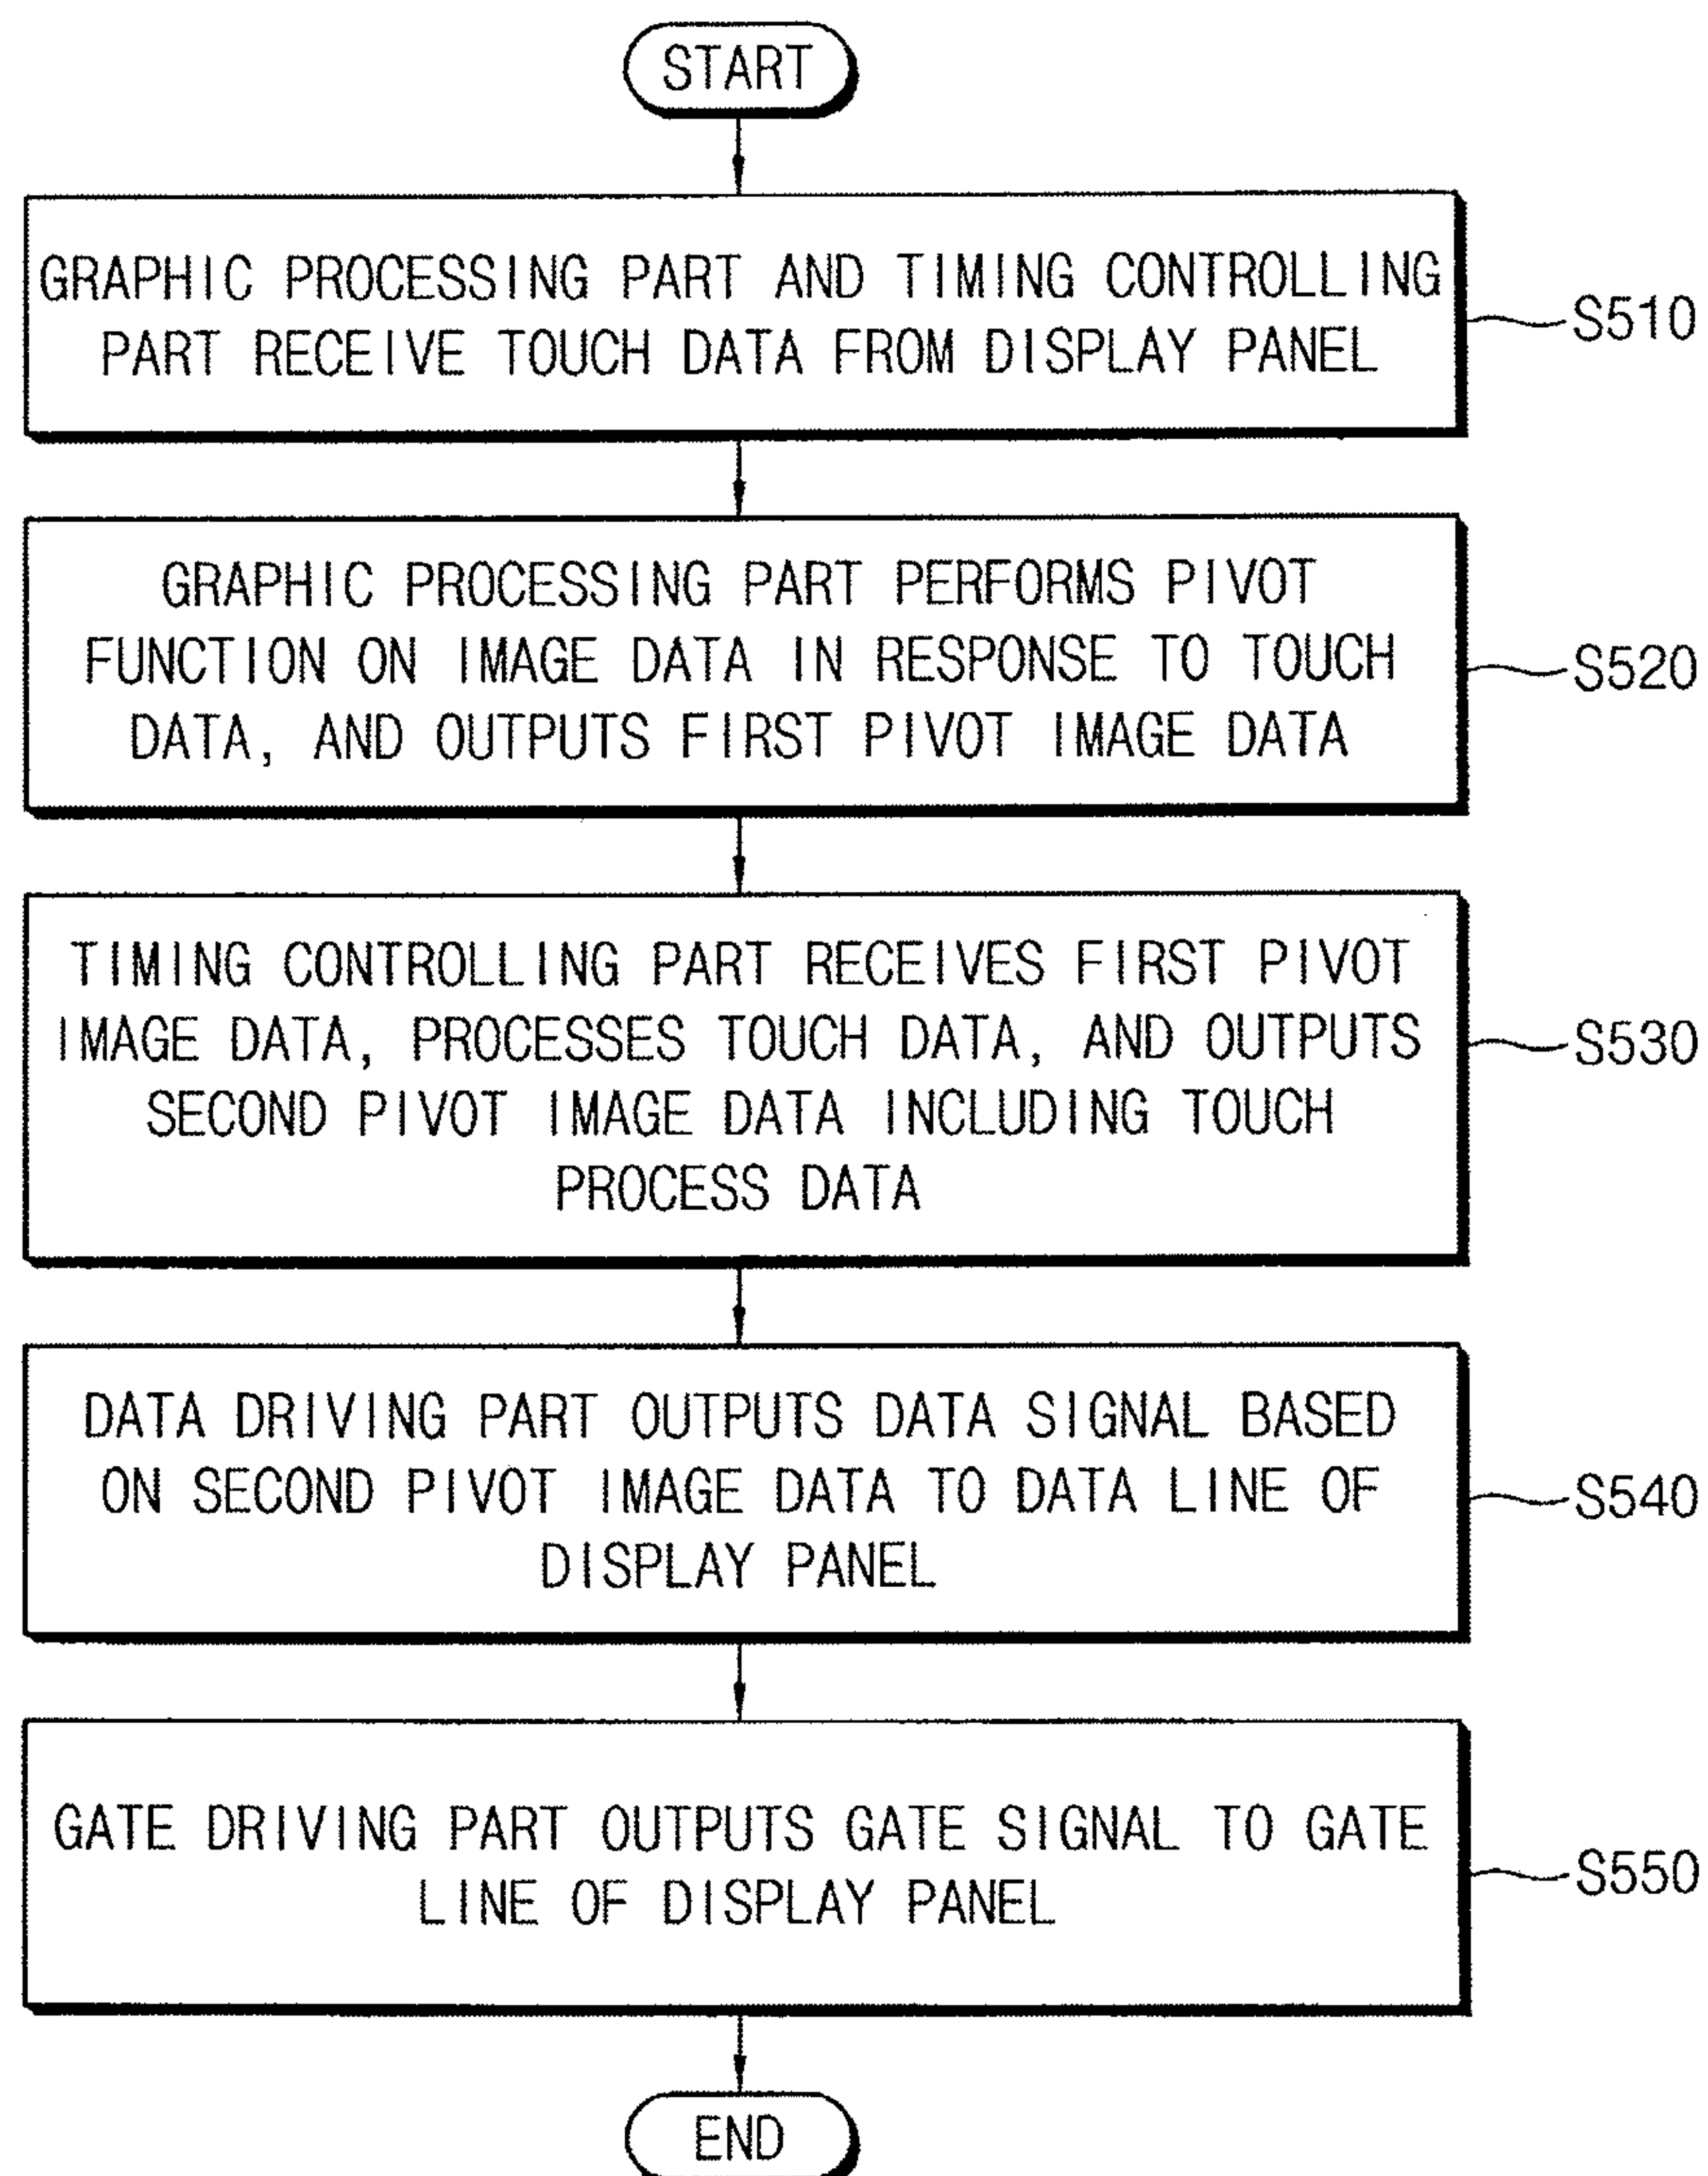 START
GRAPHIC PROCESSING PART AND TIMING CONTROLLING
PART RECEIVE TOUCH DATA FROM DISPLAY PANEL
S510
GRAPHIC PROCESSING PART PERFORMS PIVOT
FUNCTION ON IMAGE DATA IN RESPONSE TO TOUCH
DATA, AND OUTPUTS FIRST PIVOT IMAGE DATA
S520
TIMING CONTROLLING PART RECEIVES FIRST PIVOT
IMAGE DATA, PROCESSES TOUCH DATA, AND OUTPUTS
SECOND PIVOT IMAGE DATA INCLUDING TOUCH
PROCESS DATA
S530
DATA DRIVING PART OUTPUTS DATA SIGNAL BASED
ON SECOND PIVOT IMAGE DATA TO DATA LINE OF
DISPLAY PANEL
S540
GATE DRIVING PART OUTPUTS GATE SIGNAL TO GATE
LINE OF DISPLAY PANEL
S550
END